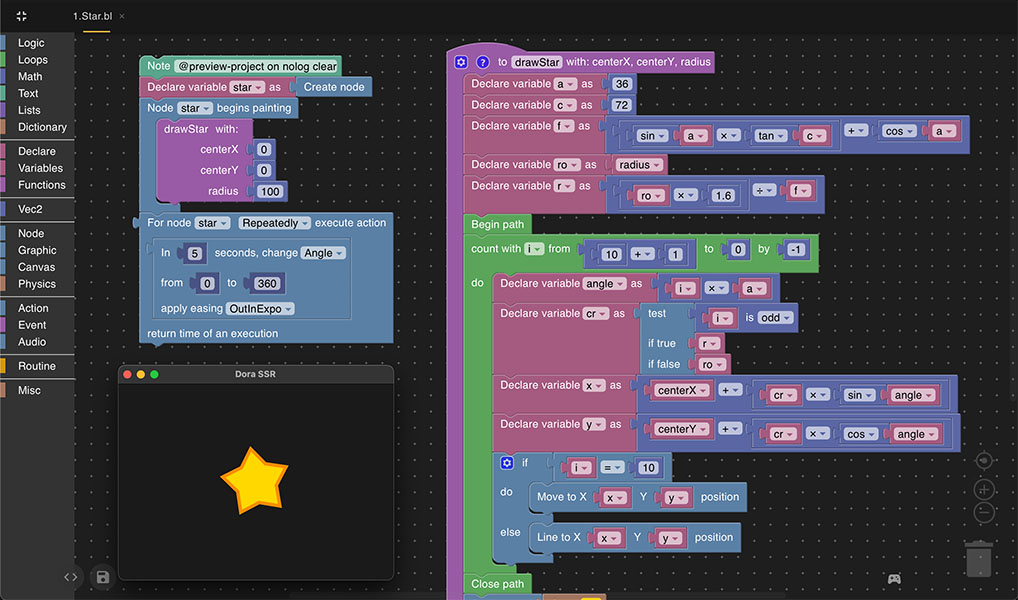 1.Star.bl ×
Logic
Loops
Math
Text
Lists
Dictionary
Declare
Variables
Functions
Vec2
Node
Graphic
Canvas
Physics
Action
Event
Audio
Routine
Misc
Note @preview-project on nolog clear
Declare variable star as Create node
Node star begins painting
drawStar with:
centerX 0
centerY 0
radius 100
For node star Repeatedly execute action
In 5 seconds, change Angle
from 0 to 360
apply easing OutInExpo
return time of an execution
Dora SSR
? to drawStar with: centerX, centerY, radius
Declare variable a as 36
Declare variable c as 72
Declare variable f as sin a × tan c + cos a
Declare variable ro as radius
Declare variable r as ro × 1.6 ÷ f
Begin path
count with i from 10 + 1 to 0 by -1
do
Declare variable angle as i × a
Declare variable cr as test i is odd
if true r
if false ro
Declare variable x as centerX + cr × sin angle
Declare variable y as centerY + cr × cos angle
if i = 10
do Move to X x Y y position
else Line to X x Y y position
Close path